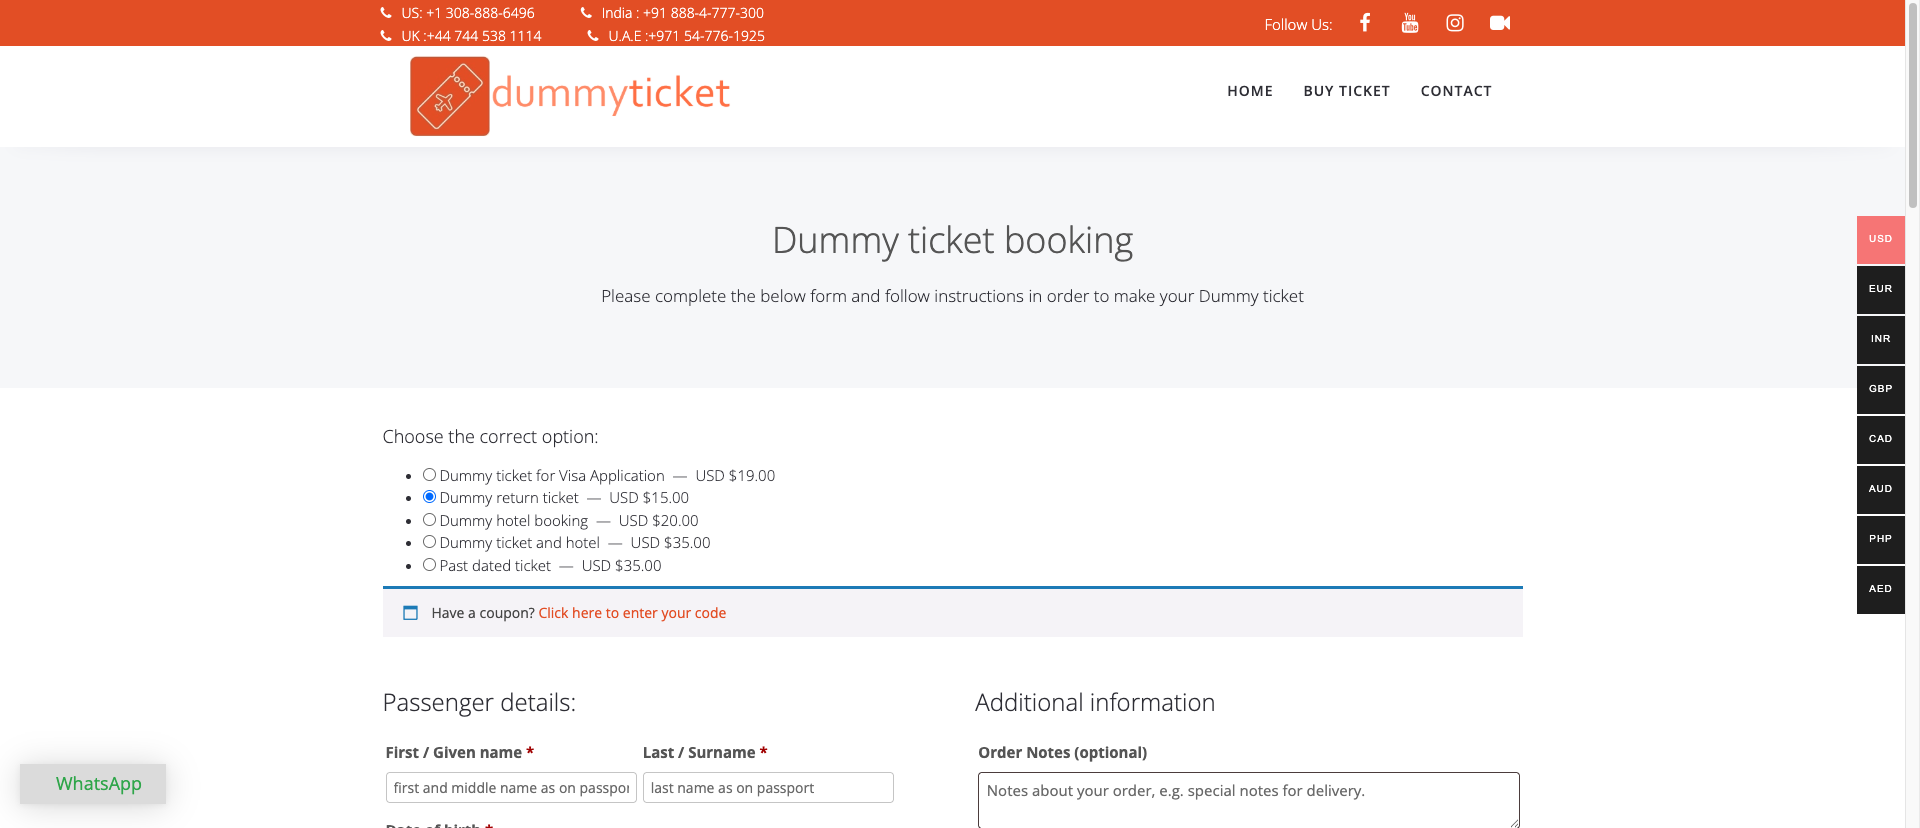 US: +1 308-888-6496
India : +91 888-4-777-300
UK :+44 744 538 1114
U.A.E :+971 54-776-1925
Follow Us:
dummyticket
HOME
BUY TICKET
CONTACT
Dummy ticket booking
Please complete the below form and follow instructions in order to make your Dummy ticket
USD
EUR
INR
GBP
CAD
AUD
PHP
AED
Choose the correct option:
Dummy ticket for Visa Application — USD $19.00
Dummy return ticket — USD $15.00
Dummy hotel booking — USD $20.00
Dummy ticket and hotel — USD $35.00
Past dated ticket — USD $35.00
Have a coupon? Click here to enter your code
Passenger details:
First / Given name *
Last / Surname *
first and middle name as on passpor
last name as on passport
Date of birth *
Additional information
Order Notes (optional)
Notes about your order, e.g. special notes for delivery.
WhatsApp